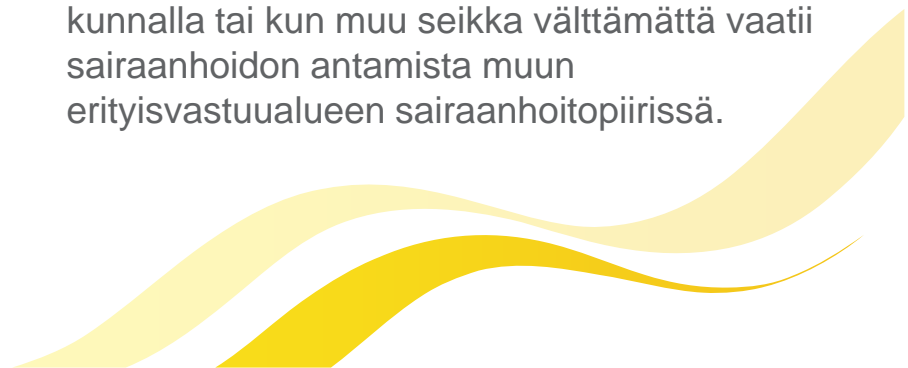 kunnalla tai kun muu seikka välttämättä vaatii
sairaanhoidon antamista muun
erityisvastuualueen sairaanhoitopiirissä.